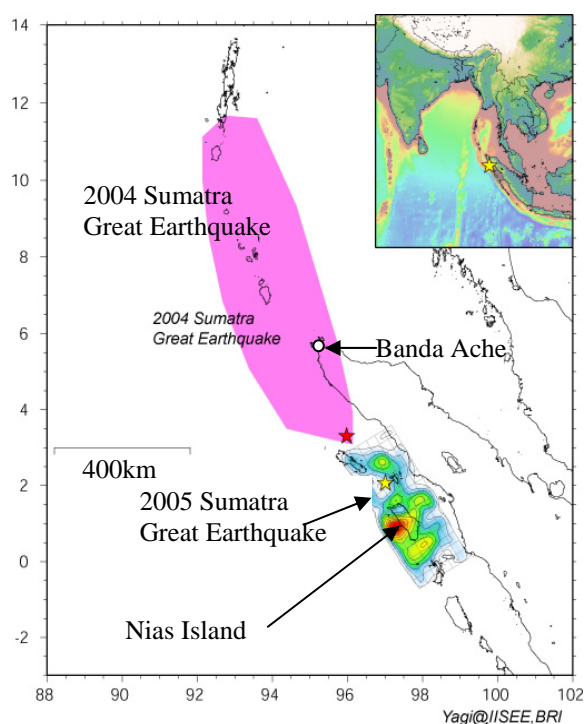 14
12
10
8
6
4
2
0
-2
2004 Sumatra
Great Earthquake
2004 Sumatra
Great Earthquake
Banda Ache
400km
2005 Sumatra
Great Earthquake
Nias Island
88 90 92 94 96 98 100 102
Yagi@IISEE,BRI